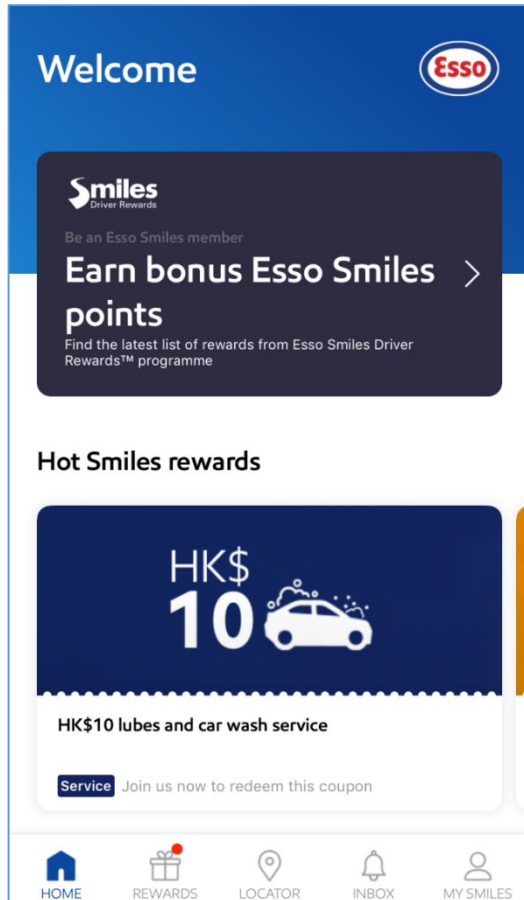 Welcome
Esso
Smiles
Driver Rewards
Be an Esso Smiles member
Earn bonus Esso Smiles
points
Find the latest list of rewards from Esso Smiles Driver
Rewards™ programme
Hot Smiles rewards
HK$
10
HK$10 lubes and car wash service
Service Join us now to redeem this coupon
HOME REWARDS LOCATOR INBOX MY SMILES